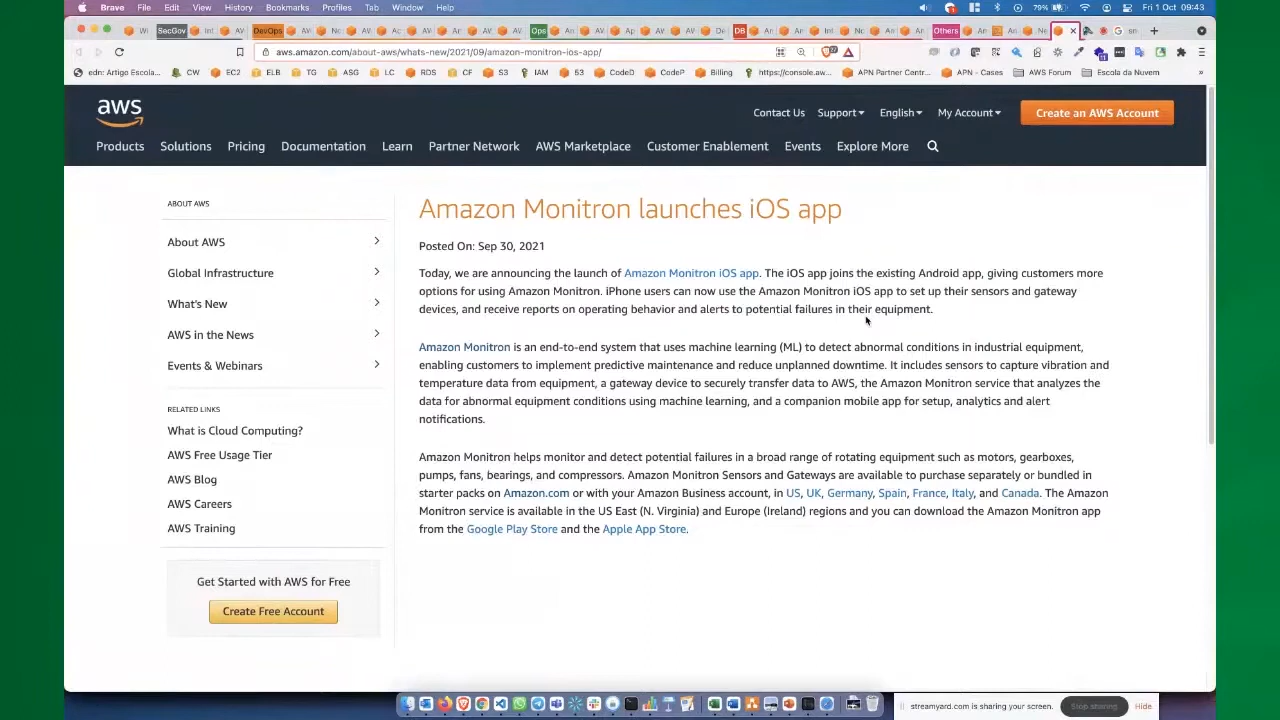 Brave File Edit View History Bookmarks Profiles Tab Window Help 79% Fri 1 Oct 09:43
SecGov DevOps Ops DB Others
aws.amazon.com/about-aws/whats-new/2021/09/amazon-monitron-ios-app/
edn: Artigo Escola... CW EC2 ELB TG ASG LC RDS CF S3 IAM 53 CodeD CodeP Billing https://console.aw... APN Partner Centr... APN - Cases AWS Forum Escola da Nuvem »
aws
Contact Us Support English My Account Create an AWS Account
Products Solutions Pricing Documentation Learn Partner Network AWS Marketplace Customer Enablement Events Explore More
ABOUT AWS
About AWS
Global Infrastructure
What's New
AWS in the News
Events & Webinars
RELATED LINKS
What is Cloud Computing?
AWS Free Usage Tier
AWS Blog
AWS Careers
AWS Training
Get Started with AWS for Free
Create Free Account
Amazon Monitron launches iOS app
Posted On: Sep 30, 2021
Today, we are announcing the launch of Amazon Monitron iOS app. The iOS app joins the existing Android app, giving customers more
options for using Amazon Monitron. iPhone users can now use the Amazon Monitron iOS app to set up their sensors and gateway
devices, and receive reports on operating behavior and alerts to potential failures in their equipment.
Amazon Monitron is an end-to-end system that uses machine learning (ML) to detect abnormal conditions in industrial equipment,
enabling customers to implement predictive maintenance and reduce unplanned downtime. It includes sensors to capture vibration and
temperature data from equipment, a gateway device to securely transfer data to AWS, the Amazon Monitron service that analyzes the
data for abnormal equipment conditions using machine learning, and a companion mobile app for setup, analytics and alert
notifications.
Amazon Monitron helps monitor and detect potential failures in a broad range of rotating equipment such as motors, gearboxes,
pumps, fans, bearings, and compressors. Amazon Monitron Sensors and Gateways are available to purchase separately or bundled in
starter packs on Amazon.com or with your Amazon Business account, in US, UK, Germany, Spain, France, Italy, and Canada. The Amazon
Monitron service is available in the US East (N. Virginia) and Europe (Ireland) regions and you can download the Amazon Monitron app
from the Google Play Store and the Apple App Store.
streamyard.com is sharing your screen. Stop sharing Hide